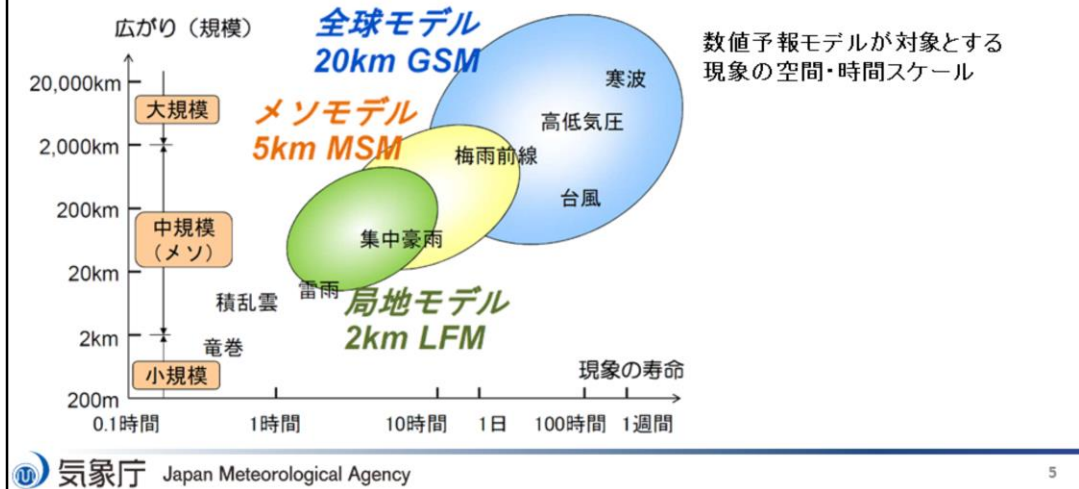 広がり（規模）
全球モデル
20km GSM
数値予報モデルが対象とする
現象の空間・時間スケール
20,000km
大規模
メソモデル
5km MSM
寒波
高低気圧
2,000km
梅雨前線
台風
200km
中規模
（メソ）
集中豪雨
20km
雷雨
積乱雲
局地モデル
2km LFM
2km
竜巻
小規模
現象の寿命
200m
0.1時間
1時間
10時間
1日
100時間
1週間
気象庁 Japan Meteorological Agency
5